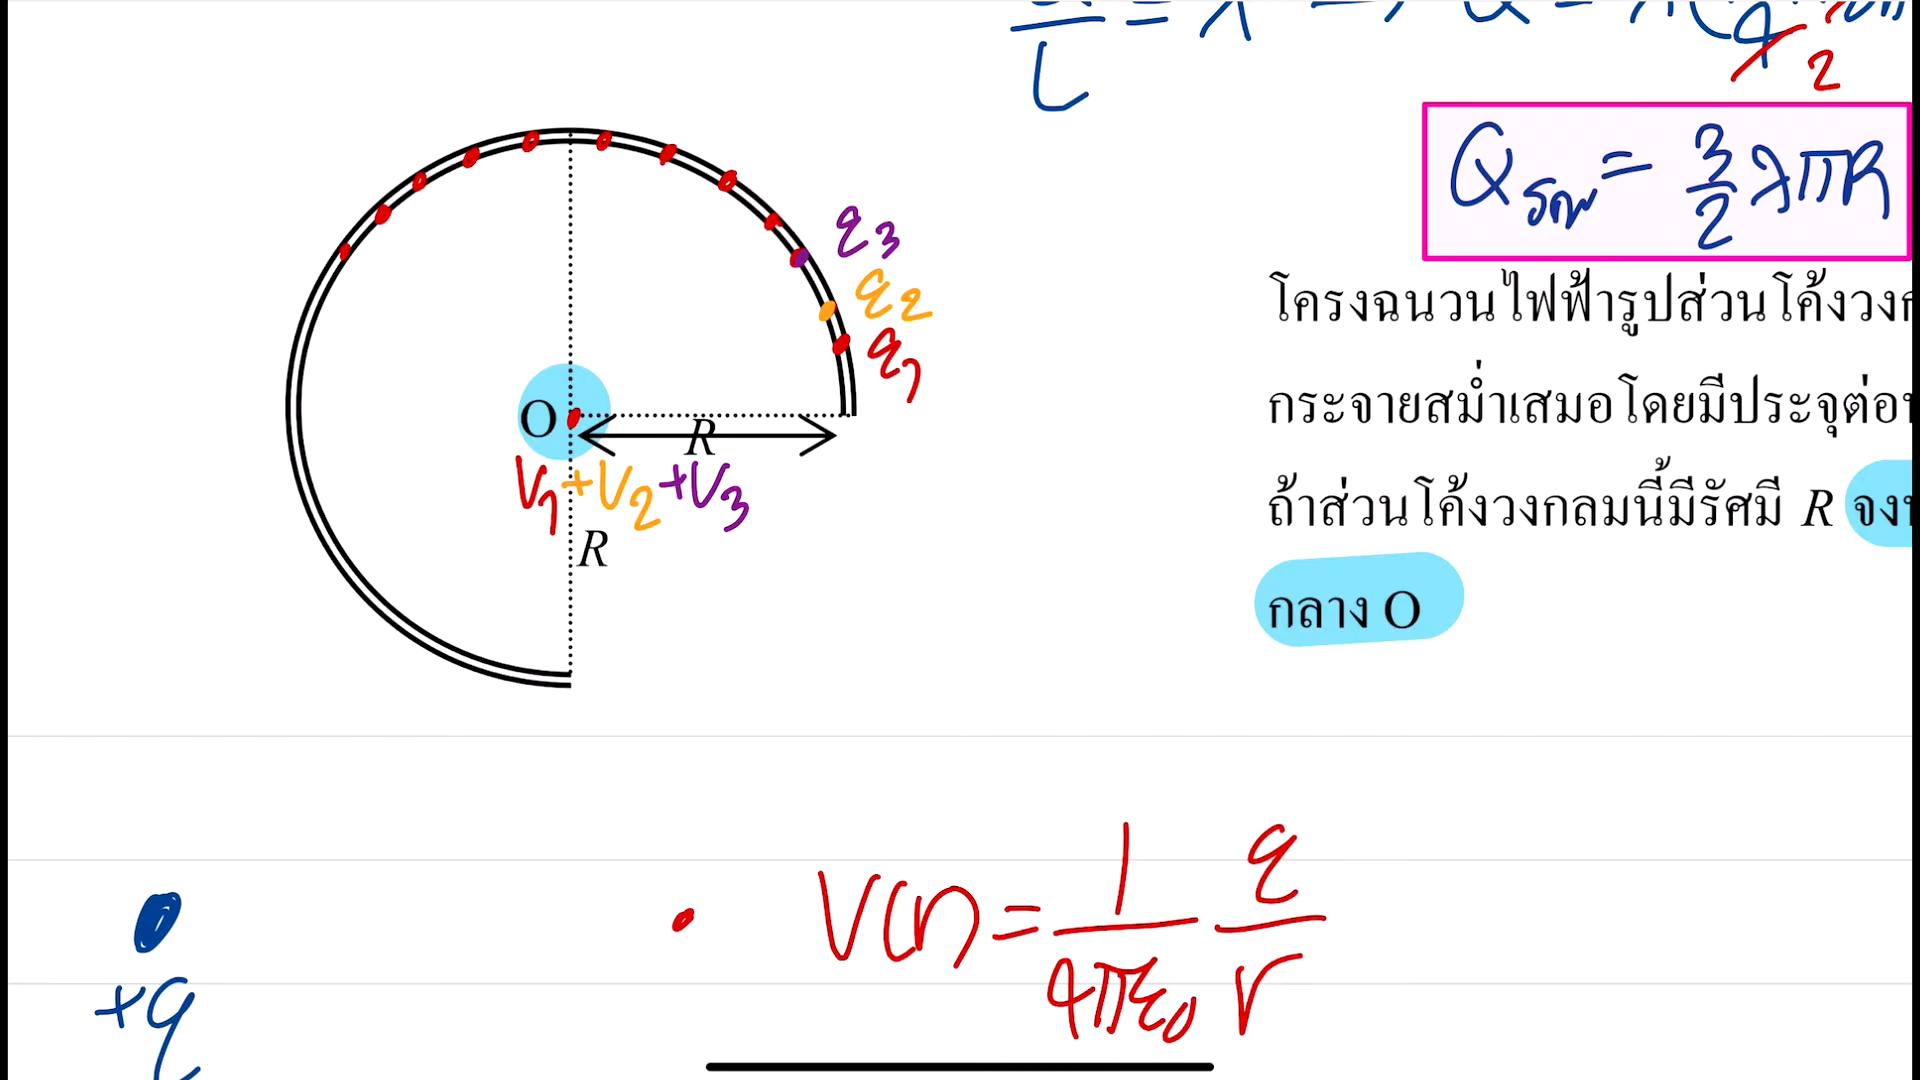 L
2
Qรวม = 3/2 λπR
โครงฉนวนไฟฟ้ารูปส่วนโค้งวงก
กระจายสม่ำเสมอโดยมีประจุต่อ
ถ้าส่วนโค้งวงกลมนี้มีรัศมี R จง
กลาง O
q3
q2
q1
O
R
V1+V2+V3
R
V(r) = 1/4πε0 q/r
+q